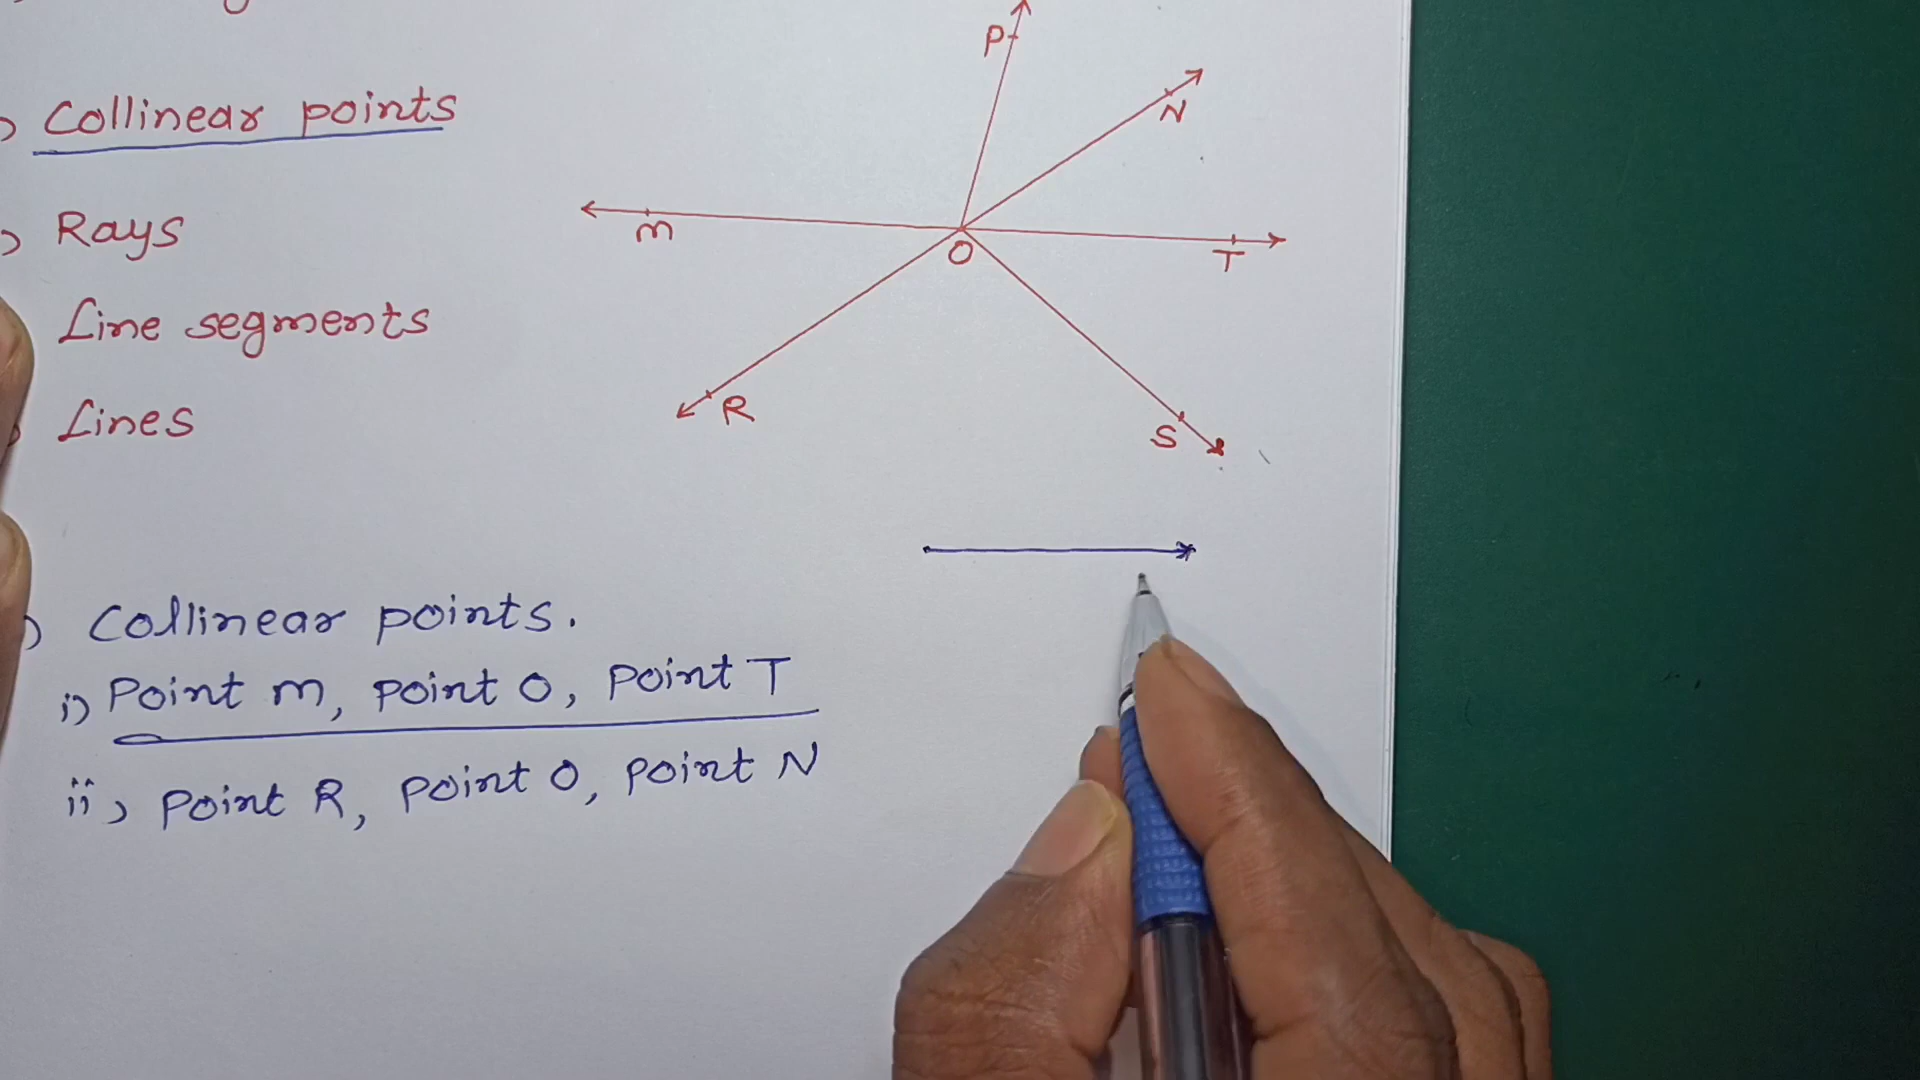 Collinear points
Rays
Line segments
Lines
P
N
m
O
T
R
S
Collinear points.
i) Point m, Point O, Point T
ii) Point R, Point O, Point N